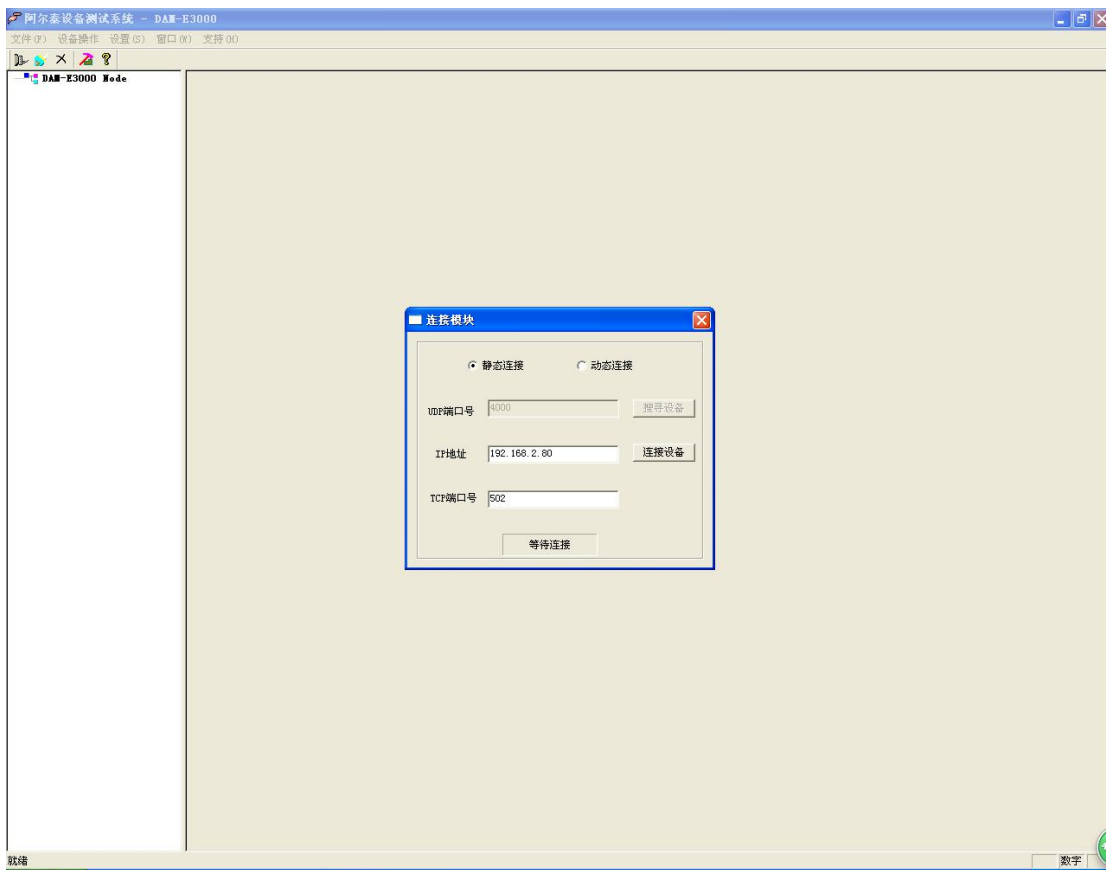 阿尔泰设备测试系统 - DAM-E3000
文件(F) 设备操作 设置(S) 窗口(W) 支持(H)
DAM-E3000 Node
连接模块
静态连接 动态连接
UDP端口号 4000 搜寻设备
IP地址 192.168.2.80 连接设备
TCP端口号 502
等待连接
就绪 数字